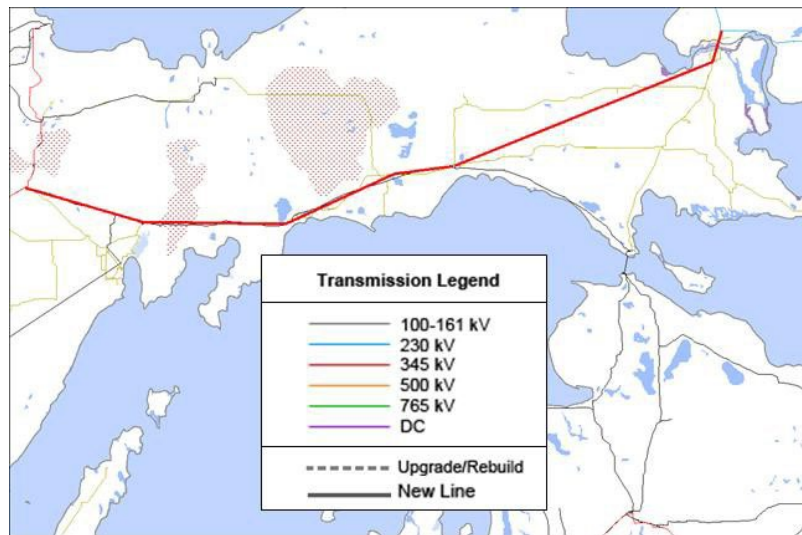 Transmission Legend
100-161 kV
230 kV
345 kV
500 kV
765 kV
DC
Upgrade/Rebuild
New Line